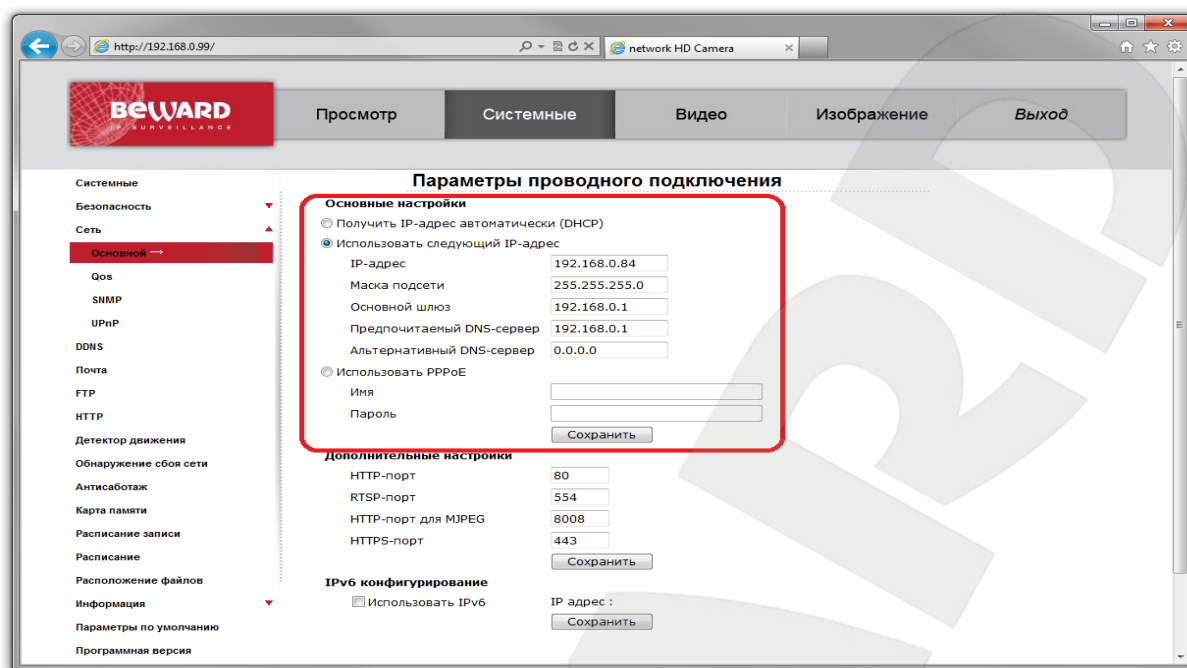 http://192.168.0.99/
network HD Camera
BEWARD
IP SURVEILLANCE
Просмотр
Системные
Видео
Изображение
Выход
Системные
Безопасность
Сеть
Основной →
Qos
SNMP
UPnP
DDNS
Почта
FTP
HTTP
Детектор движения
Обнаружение сбоя сети
Антисаботаж
Карта памяти
Расписание записи
Расписание
Расположение файлов
Информация
Параметры по умолчанию
Программная версия
Параметры проводного подключения
Основные настройки
Получить IP-адрес автоматически (DHCP)
Использовать следующий IP-адрес
IP-адрес 192.168.0.84
Маска подсети 255.255.255.0
Основной шлюз 192.168.0.1
Предпочитаемый DNS-сервер 192.168.0.1
Альтернативный DNS-сервер 0.0.0.0
Использовать PPPoE
Имя
Пароль
Сохранить
Дополнительные настройки
HTTP-порт 80
RTSP-порт 554
HTTP-порт для MJPEG 8008
HTTPS-порт 443
Сохранить
IPv6 конфигурирование
Использовать IPv6 IP адрес :
Сохранить